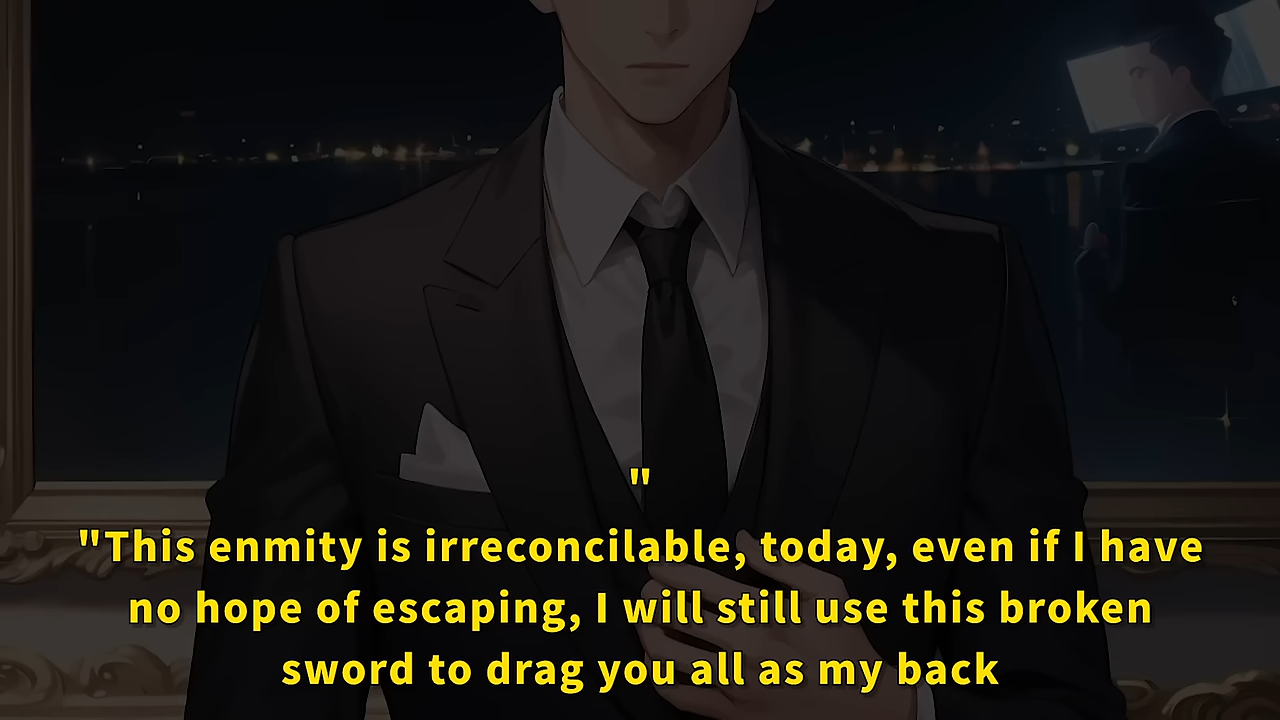 "
"This enmity is irreconcilable, today, even if I have
no hope of escaping, I will still use this broken
sword to drag you all as my back